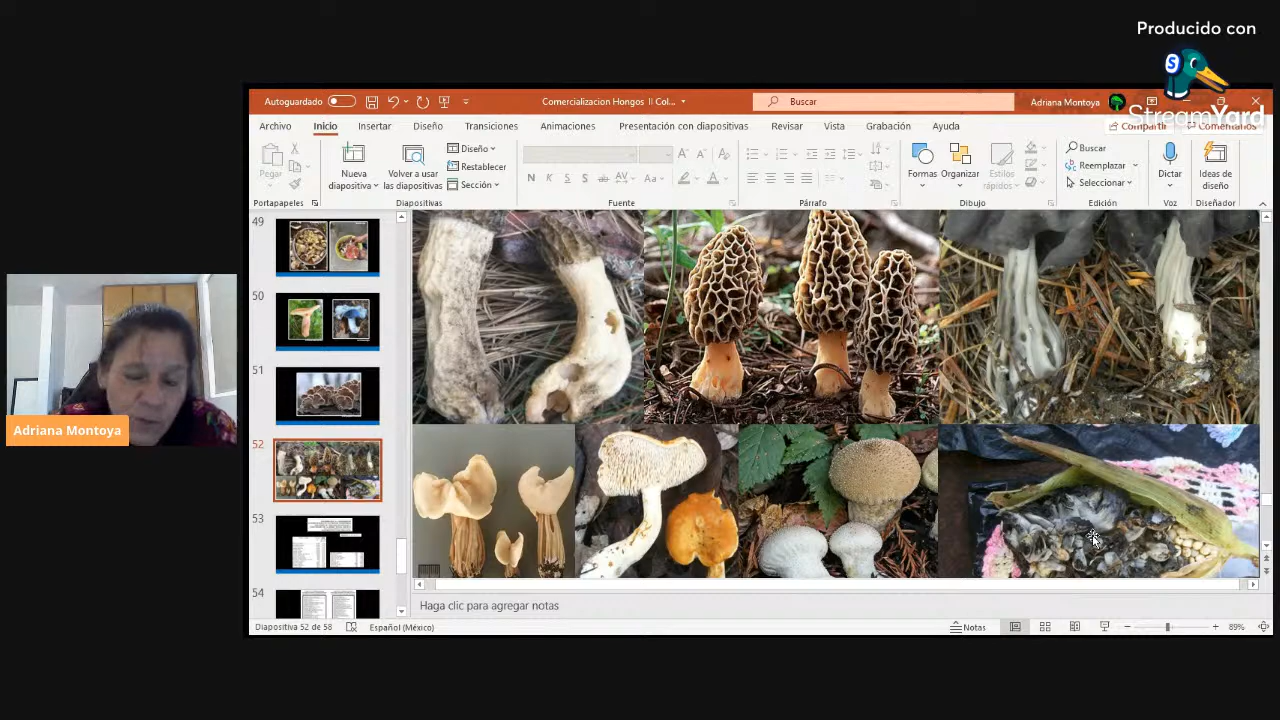 Producido con
StreamYard
Autoguardado
Comercializacion Hongos II Col...
Buscar
Adriana Montoya
Archivo Inicio Insertar Diseño Transiciones Animaciones Presentación con diapositivas Revisar Vista Grabación Ayuda Compartir Comentarios
Pegar
Nueva diapositiva
Volver a usar las diapositivas
Diseño
Restablecer
Sección
N K S S ab AV Aa A
Formas
Organizar
Estilos rápidos
Buscar
Reemplazar
Seleccionar
Dictar
Ideas de diseño
Portapapeles Diapositivas Fuente Párrafo Dibujo Edición Voz Diseñador
49
50
51
52
53
54
Adriana Montoya
Haga clic para agregar notas
Diapositiva 52 de 58 Español (México) Notas 89%